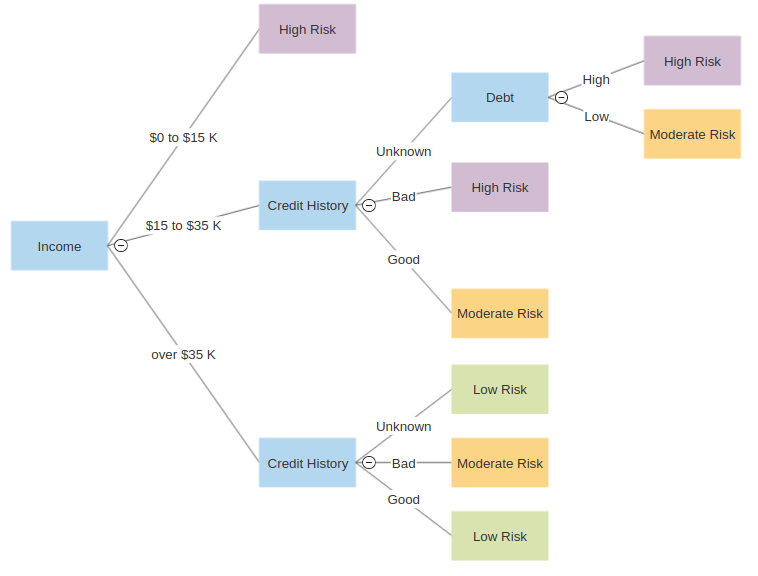 High Risk
$0 to $15 K
Income
$15 to $35 K
over $35 K
Credit History
Unknown
Bad
Good
Debt
High
Low
High Risk
Moderate Risk
High Risk
Moderate Risk
Credit History
Unknown
Bad
Good
Low Risk
Moderate Risk
Low Risk